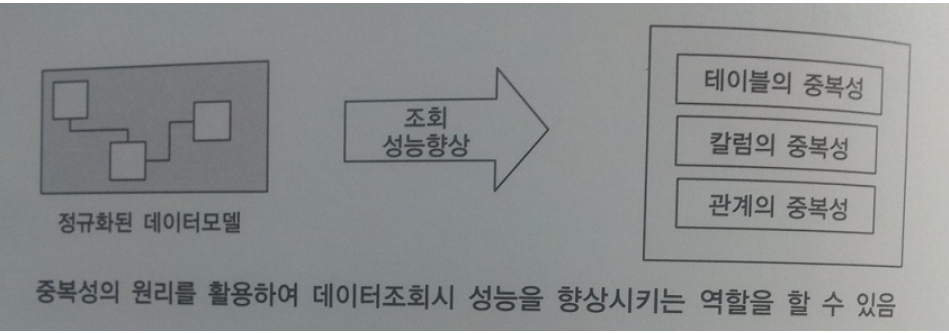 조회
성능향상
테이블의 중복성
칼럼의 중복성
관계의 중복성
정규화된 데이터모델
중복성의 원리를 활용하여 데이터조회시 성능을 향상시키는 역할을 할 수 있음